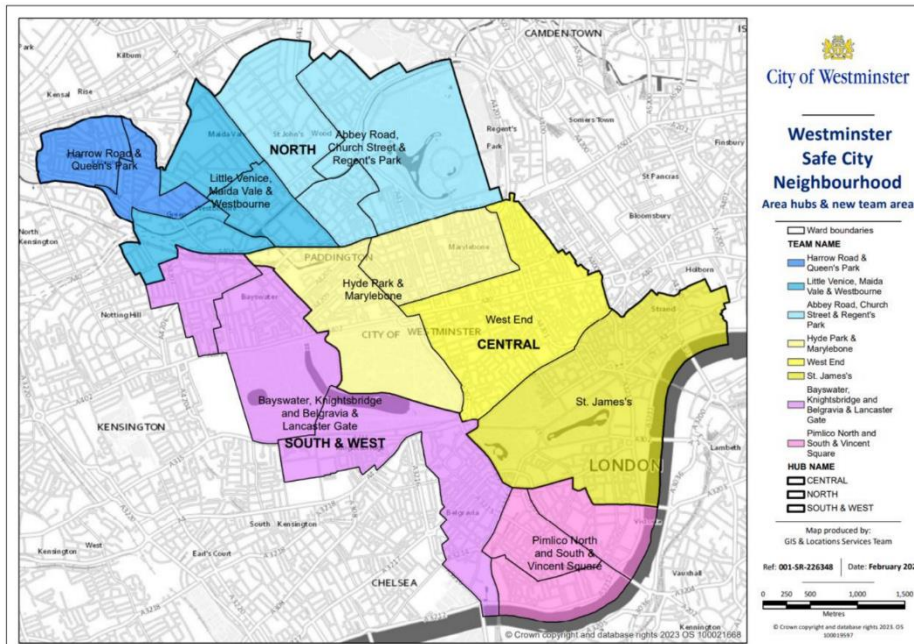 CAMDEN TOWN
IS
Park
Kilburn
Kensal
Rise
Maida Vale
St John's Wood
NORTH
Abbey Road,
Church Street &
Regent's Park
Regent's
Park
Somers Town
Finsbury
St Pancras
Harrow Road &
Queen's Park
Little Venice,
Maida Vale &
Westbourne
North
Kensington
Bloomsbury
Holborn
PADDINGTON
Marylebone
Hyde Park
& Marylebone
Bayswater
Notting Hill
CITY OF WESTMINSTER
West End
CENTRAL
Strand
St. James's
Bayswater, Knightsbridge
and Belgravia &
Lancaster Gate
SOUTH & WEST
KENSINGTON
LONDON
Lambeth
Belgravia
South Kensington
Kensington West
Earl's Court
Pimlico North
and South &
Vincent Square
CHELSEA
Vauxhall
Kennington
© Crown copyright and database rights 2023 OS 100021668
City of Westminster
Westminster
Safe City
Neighbourhood
Area hubs & new team area
Ward boundaries
TEAM NAME
Harrow Road &
Queen's Park
Little Venice, Maida
Vale & Westbourne
Abbey Road, Church
Street & Regent's
Park
Hyde Park &
Marylebone
West End
St. James's
Bayswater,
Knightsbridge and
Belgravia & Lancaster
Gate
Pimlico North and
South & Vincent
Square
HUB NAME
CENTRAL
NORTH
SOUTH & WEST
Map produced by:
GIS & Locations Services Team
Ref: 001-SR-226348 Date: February 202
0 250 500 1,000 1,500
Metres
© Crown copyright and database rights 2023. OS
100019597